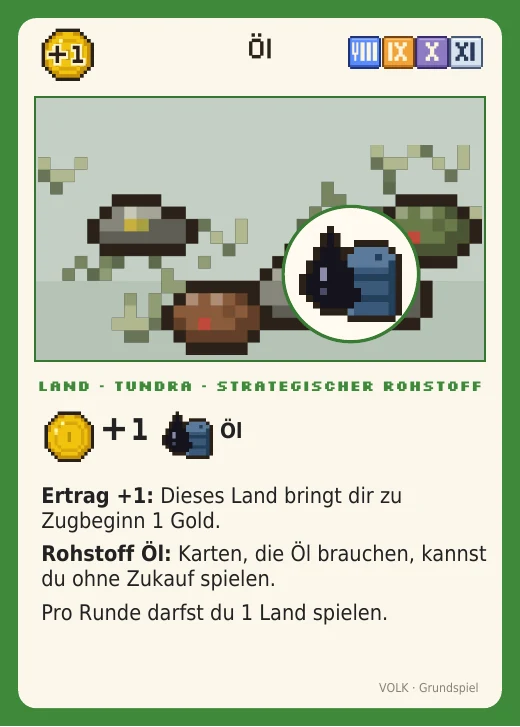 +1
Öl
VIIII IX X XI
LAND · TUNDRA · STRATEGISCHER ROHSTOFF
+1 Öl
Ertrag +1: Dieses Land bringt dir zu
Zugbeginn 1 Gold.
Rohstoff Öl: Karten, die Öl brauchen, kannst
du ohne Zukauf spielen.
Pro Runde darfst du 1 Land spielen.
VOLK · Grundspiel